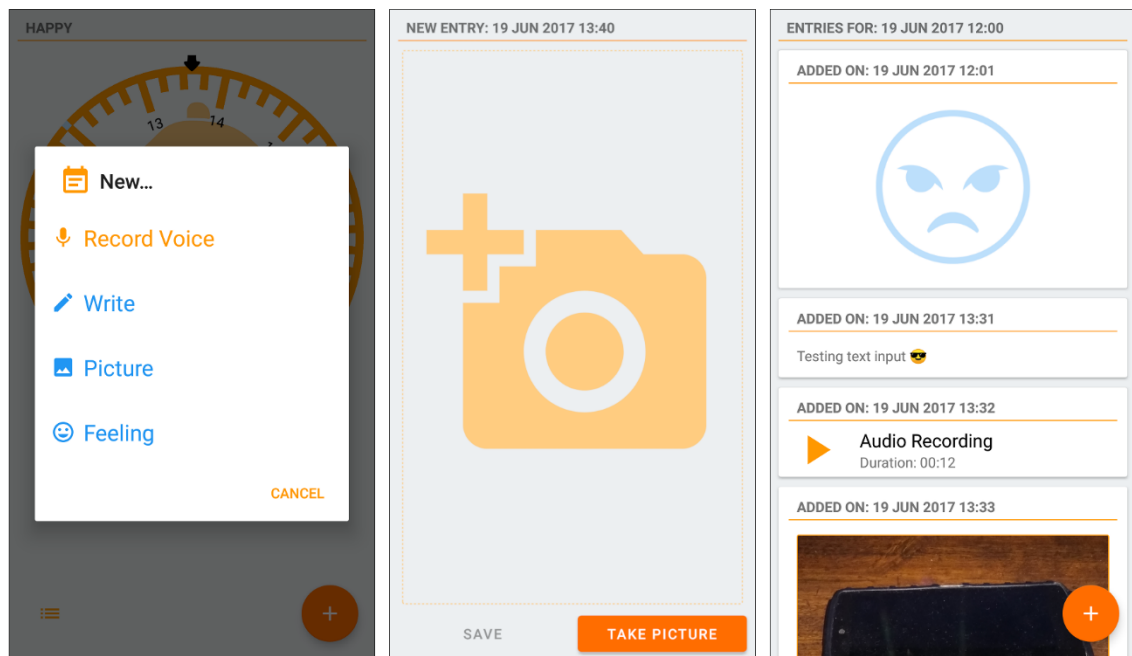 HAPPY
13
14
New...
Record Voice
Write
Picture
Feeling
CANCEL
NEW ENTRY: 19 JUN 2017 13:40
SAVE
TAKE PICTURE
ENTRIES FOR: 19 JUN 2017 12:00
ADDED ON: 19 JUN 2017 12:01
ADDED ON: 19 JUN 2017 13:31
Testing text input 😎
ADDED ON: 19 JUN 2017 13:32
Audio Recording
Duration: 00:12
ADDED ON: 19 JUN 2017 13:33